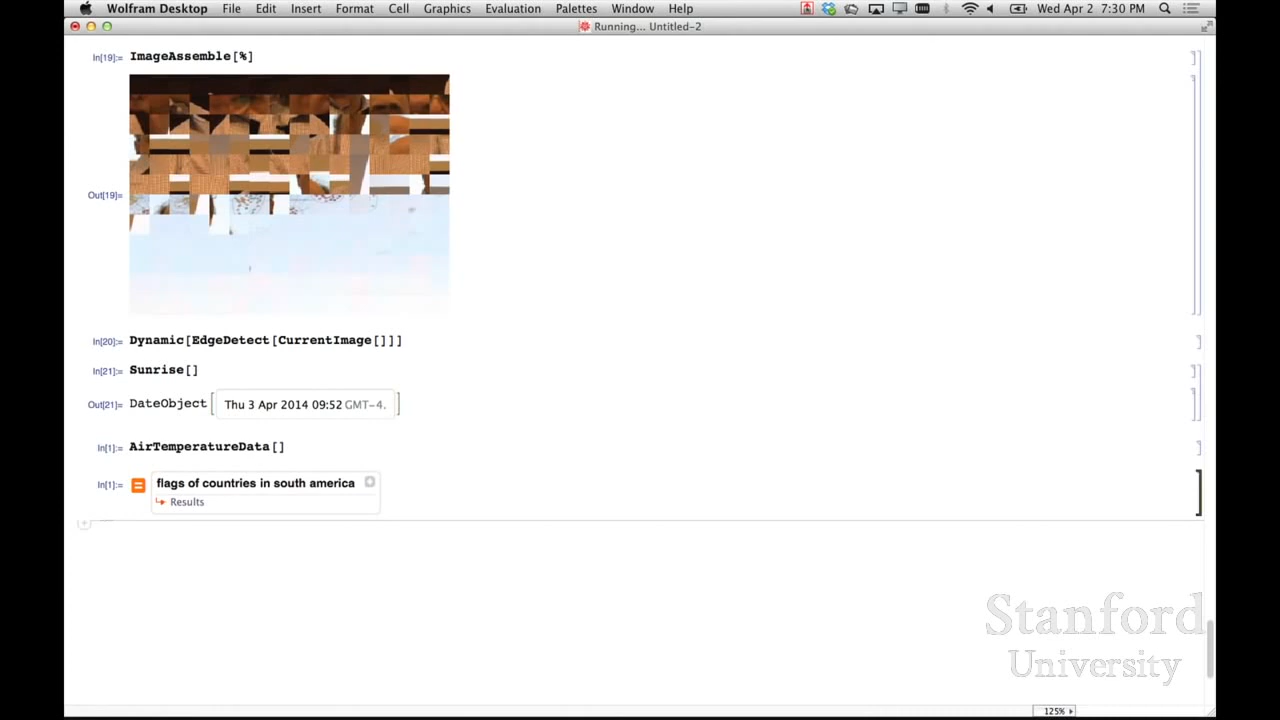 Wolfram Desktop File Edit Insert Format Cell Graphics Evaluation Palettes Window Help Wed Apr 2 7:30 PM
Running... Untitled-2
In[19]:= ImageAssemble[%]
Out[19]=
In[20]:= Dynamic[EdgeDetect[CurrentImage[]]]
In[21]:= Sunrise[]
Out[21]= DateObject[Thu 3 Apr 2014 09:52 GMT-4.]
In[1]:= AirTemperatureData[]
In[1]:= flags of countries in south america
Results
Stanford
University
125%